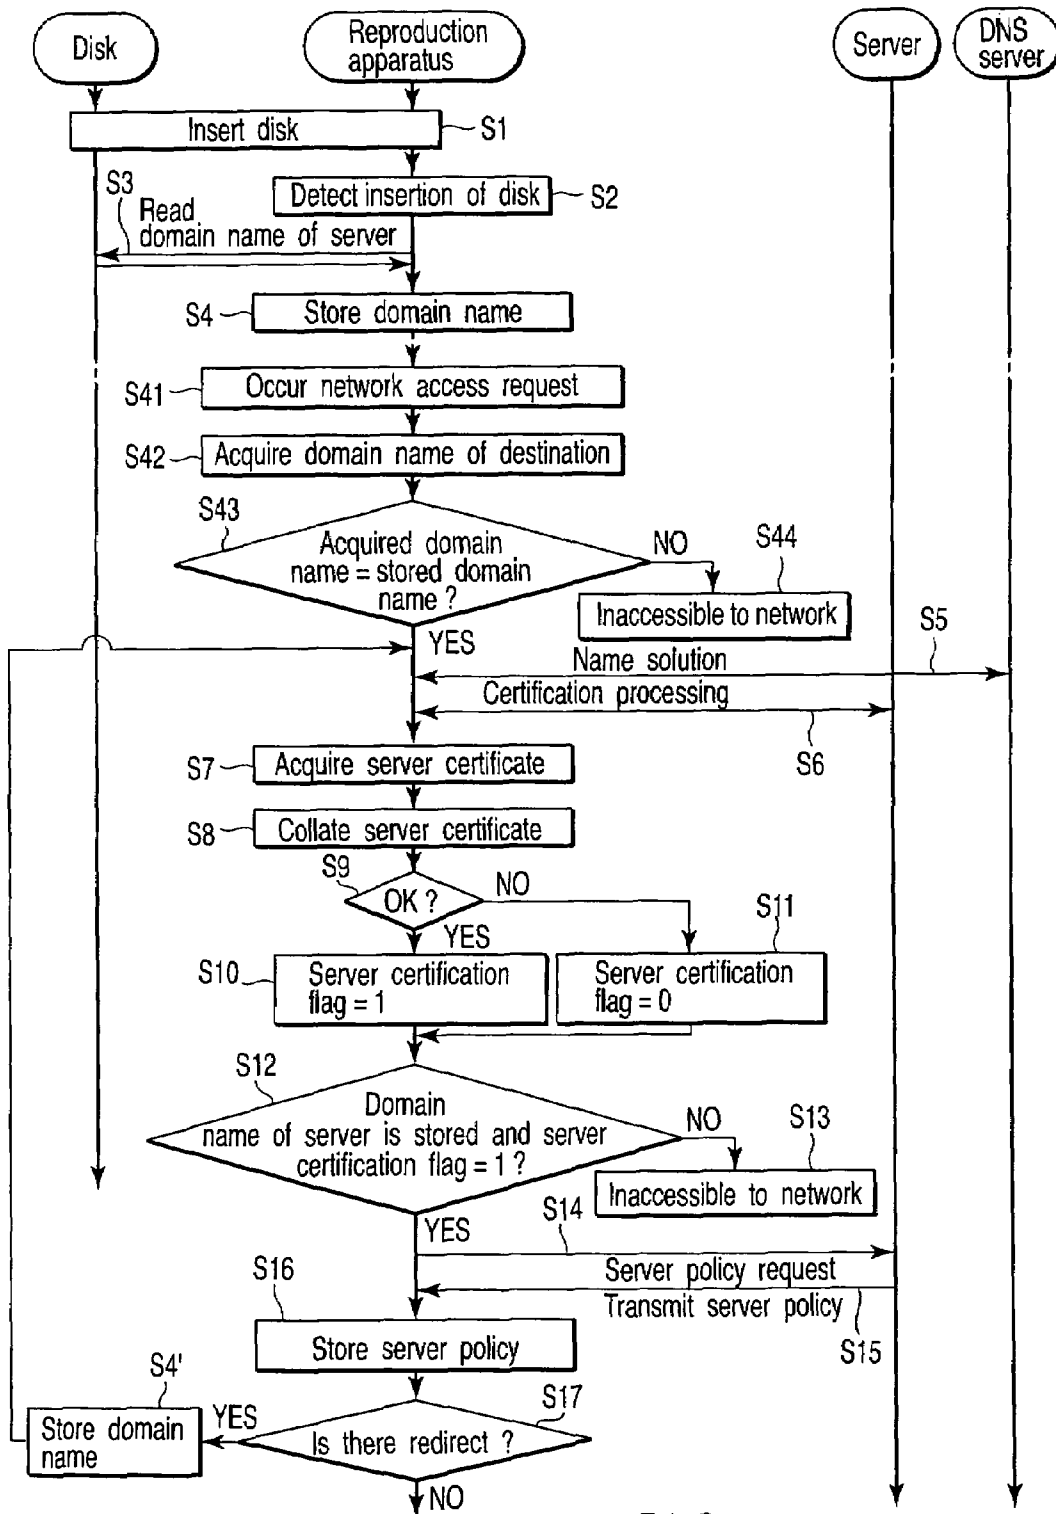 Disk
Reproduction
apparatus
Server
DNS
server
Insert disk
S1
Detect insertion of disk
S2
S3
Read
domain name of server
S4
Store domain name
S41
Occur network access request
S42
Acquire domain name of destination
S43
Acquired domain
name = stored domain
name ?
NO
S44
Inaccessible to network
YES
S5
Name solution
Certification processing
S6
S7
Acquire server certificate
S8
Collate server certificate
S9
OK ?
NO
YES
S10
Server certification
flag = 1
S11
Server certification
flag = 0
S12
Domain
name of server is stored and server
certification flag = 1 ?
NO
S13
Inaccessible to network
YES
S14
Server policy request
Transmit server policy
S15
S16
Store server policy
S4'
Store domain
name
YES
S17
Is there redirect ?
NO